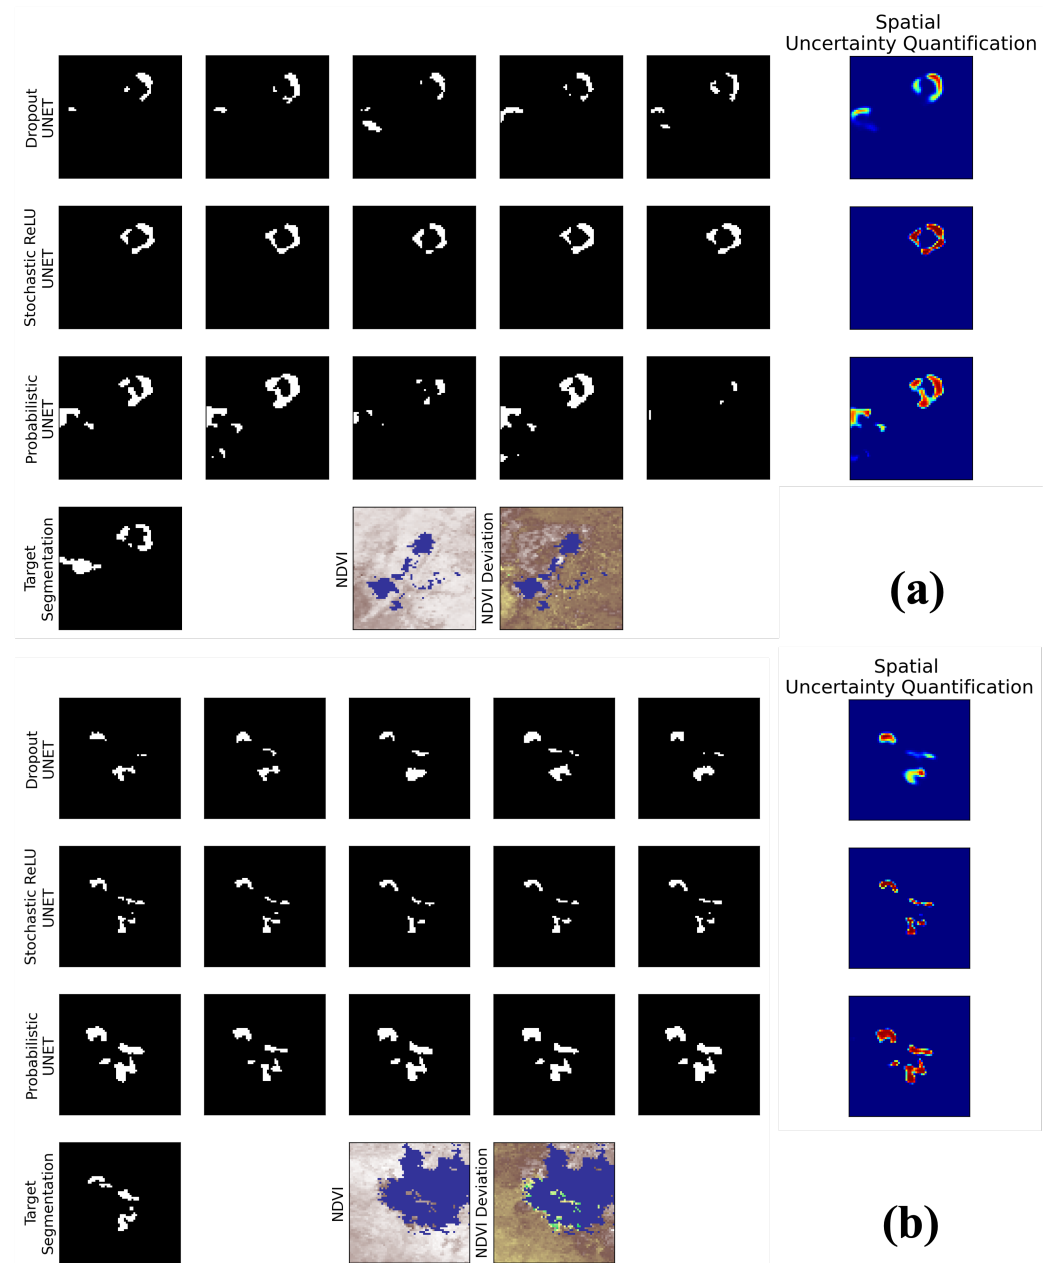 Spatial
Uncertainty Quantification
Dropout
UNET
Stochastic ReLU
UNET
Probabilistic
UNET
Target
Segmentation
NDVI
NDVI Deviation
(a)
Spatial
Uncertainty Quantification
Dropout
UNET
Stochastic ReLU
UNET
Probabilistic
UNET
Target
Segmentation
NDVI
NDVI Deviation
(b)